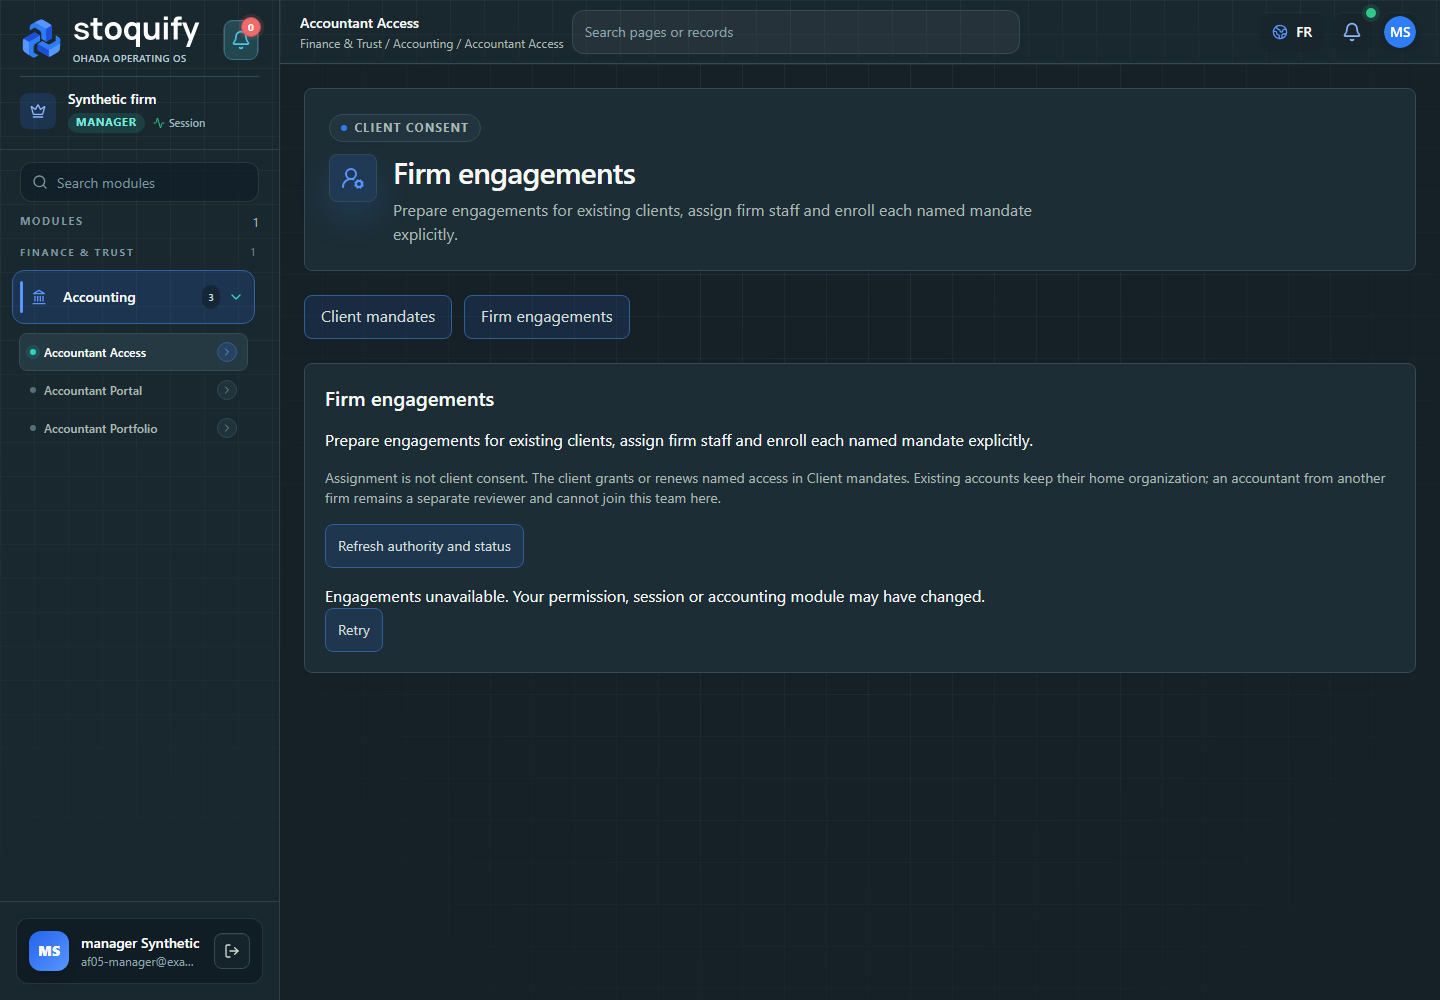 stoquify
OHADA OPERATING OS
0
Synthetic firm
MANAGER
Session
Search modules
MODULES
1
FINANCE & TRUST
1
Accounting
3
Accountant Access
Accountant Portal
Accountant Portfolio
MS
manager Synthetic
af05-manager@exa...
Accountant Access
Finance & Trust / Accounting / Accountant Access
Search pages or records
FR
MS
CLIENT CONSENT
Firm engagements
Prepare engagements for existing clients, assign firm staff and enroll each named mandate
explicitly.
Client mandates
Firm engagements
Firm engagements
Prepare engagements for existing clients, assign firm staff and enroll each named mandate explicitly.
Assignment is not client consent. The client grants or renews named access in Client mandates. Existing accounts keep their home organization; an accountant from another
firm remains a separate reviewer and cannot join this team here.
Refresh authority and status
Engagements unavailable. Your permission, session or accounting module may have changed.
Retry